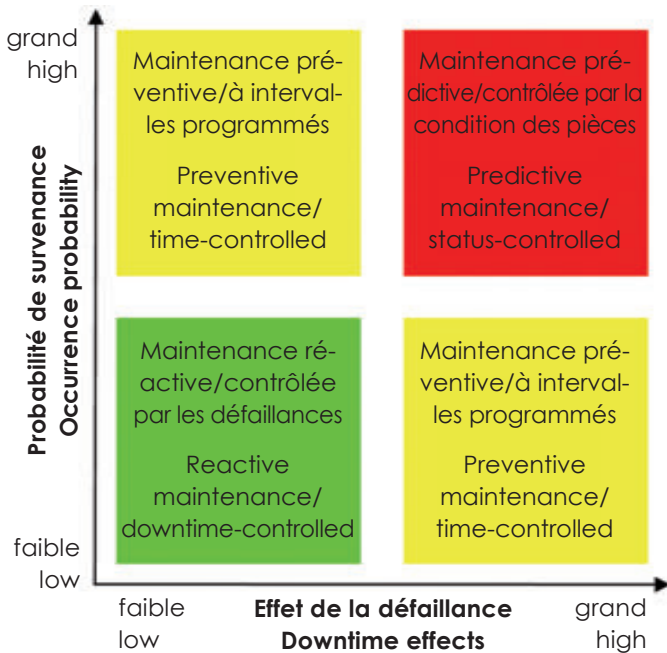 grand
high
Maintenance pré-
ventive/à interval-
les programmés
Preventive
maintenance/
time-controlled
Maintenance pré-
dictive/contrôlée par la
condition des pièces
Predictive
maintenance/
status-controlled
Probabilité de survenance
Occurrence probability
Maintenance ré-
active/contrôlée
par les défaillances
Reactive
maintenance/
downtime-controlled
Maintenance pré-
ventive/à interval-
les programmés
Preventive
maintenance/
time-controlled
faible
low
faible
low
Effet de la défaillance
Downtime effects
grand
high